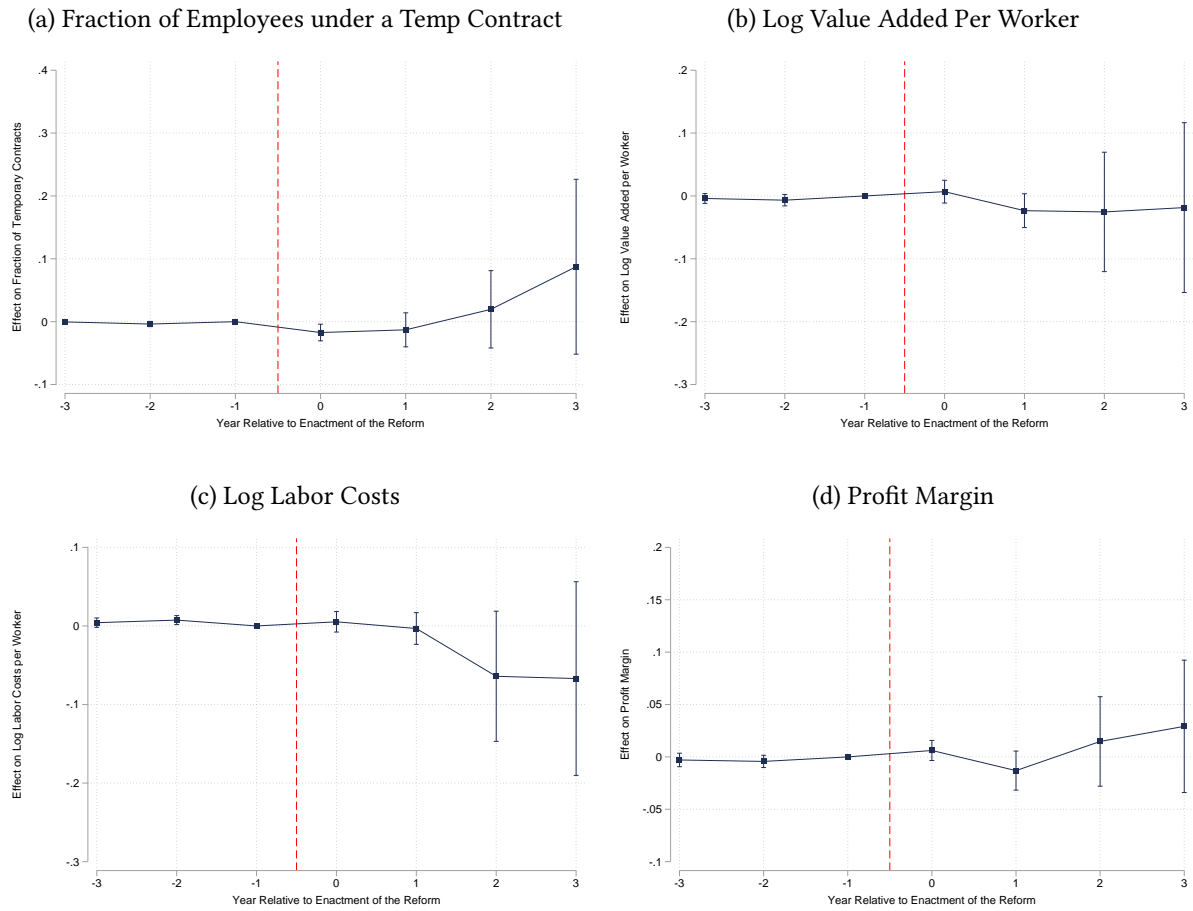 (a) Fraction of Employees under a Temp Contract
.4
.3
.2
.1
0
-.1
Effect on Fraction of Temporary Contracts
-3 -2 -1 0 1 2 3
Year Relative to Enactment of the Reform
(b) Log Value Added Per Worker
.2
.1
0
-.1
-.2
-.3
Effect on Log Value Added per Worker
-3 -2 -1 0 1 2 3
Year Relative to Enactment of the Reform
(c) Log Labor Costs
.1
0
-.1
-.2
-.3
Effect on Log Labor Costs per Worker
-3 -2 -1 0 1 2 3
Year Relative to Enactment of the Reform
(d) Profit Margin
.2
.15
.1
.05
0
-.05
-.1
Effect on Profit Margin
-3 -2 -1 0 1 2 3
Year Relative to Enactment of the Reform